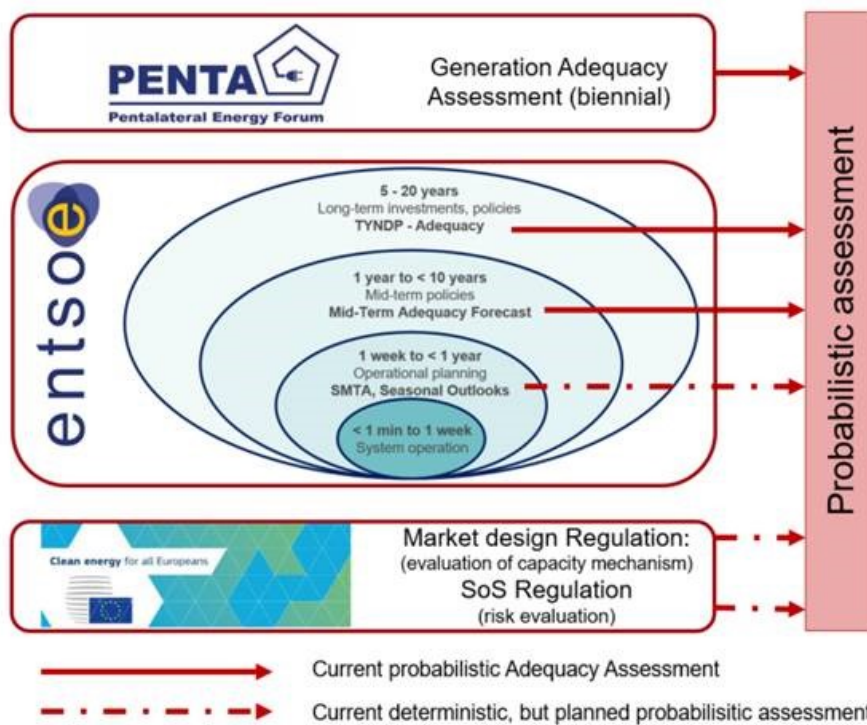 PENTA
Pentalateral Energy Forum
Generation Adequacy
Assessment (biennial)
entsoe
5 - 20 years
Long-term investments, policies
TYNDP - Adequacy
1 year to < 10 years
Mid-term policies
Mid-Term Adequacy Forecast
1 week to < 1 year
Operational planning
SMTA, Seasonal Outlooks
< 1 min to 1 week
System operation
Clean energy for all Europeans
Market design Regulation:
(evaluation of capacity mechanism)
SoS Regulation
(risk evaluation)
Probabilistic assessment
Current probabilistic Adequacy Assessment
Current deterministic, but planned probabilisitic assessment